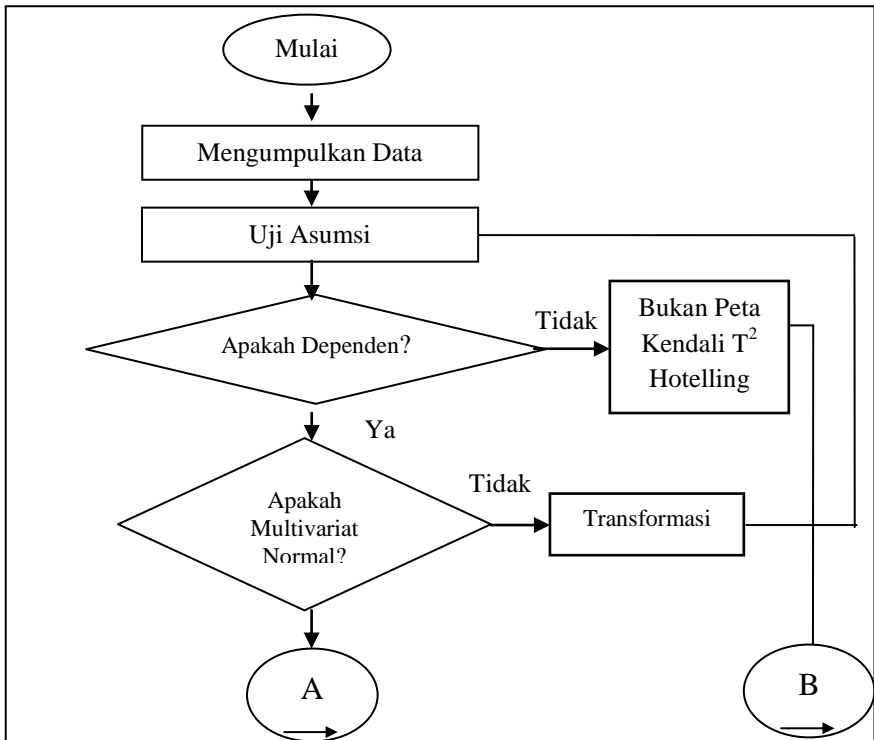 Mulai
Mengumpulkan Data
Uji Asumsi
Apakah Dependen?
Tidak
Bukan Peta
Kendali T²
Hotelling
Ya
Apakah
Multivariat
Normal?
Tidak
Transformasi
A
B